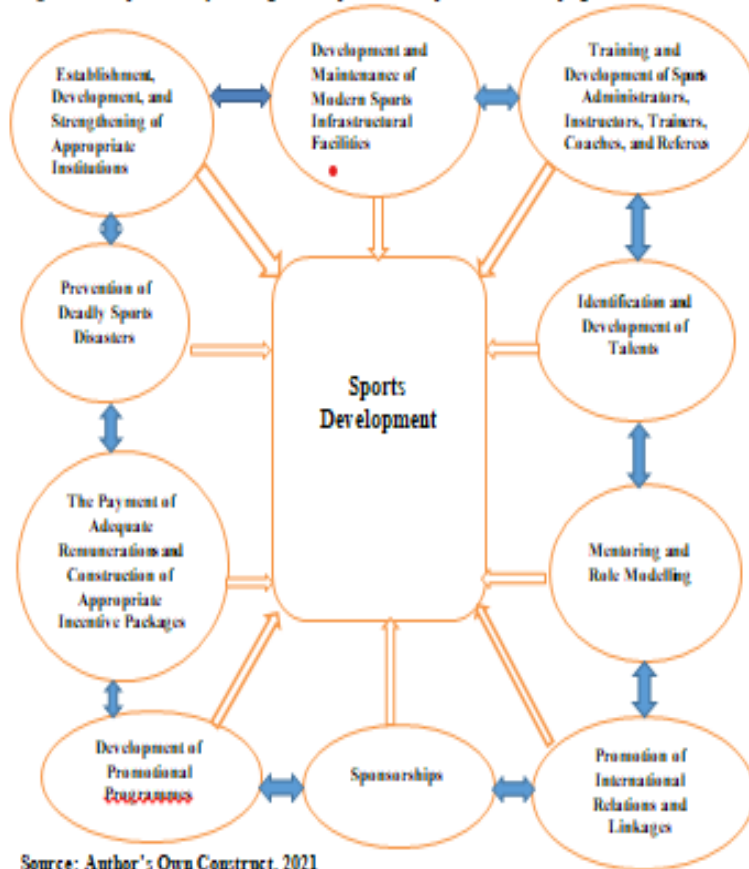 Establishment,
Development, and
Strengthening of
Appropriate
Institutions
Development and
Maintenance of
Modern Sports
Infrastructural
Facilities
Training and
Development of Sports
Administrators,
Instructors, Trainers,
Coaches, and Referees
Prevention of
Deadly Sports
Disasters
Identification and
Development of
Talents
Sports
Development
The Payment of
Adequate
Remunerations and
Construction of
Appropriate
Incentive Packages
Mentoring and
Role Modelling
Development of
Promotional
Programmes
Sponsorships
Promotion of
International
Relations and
Linkages
Source: Author's Own Construct, 2021